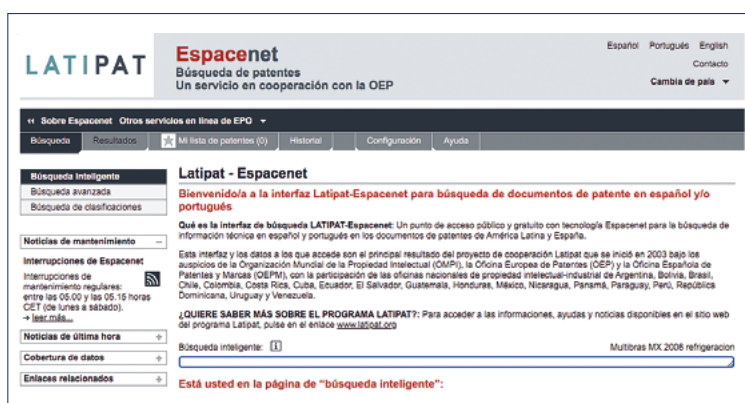 LATIPAT
Espacenet
Búsqueda de patentes
Un servicio en cooperación con la OEP
Español Português English
Contacto
Cambia de país
Sobre Espacenet Otros servicios en línea de EPO
Búsqueda Resultados Mi lista de patentes (0) Historial Configuración Ayuda
Búsqueda Inteligente
Búsqueda avanzada
Búsqueda de clasificaciones
Noticias de mantenimiento –
Interrupciones de Espacenet
Interrupciones de
mantenimiento regulares:
entre las 05.00 y las 05.15 horas
CET (de lunes a sábado).
→ leer más...
Noticias de última hora +
Cobertura de datos +
Enlaces relacionados +
Latipat - Espacenet
Bienvenido/a a la interfaz Latipat-Espacenet para búsqueda de documentos de patente en español y/o
portugués
Qué es la interfaz de búsqueda LATIPAT-Espacenet: Un punto de acceso público y gratuito con tecnología Espacenet para la búsqueda de
información técnica en español y portugués en los documentos de patentes de América Latina y España.
Esta interfaz y los datos a los que accede son el principal resultado del proyecto de cooperación Latipat que se inició en 2003 bajo los
auspicios de la Organización Mundial de la Propiedad Intelectual (OMPI), la Oficina Europea de Patentes (OEP) y la Oficina Española de
Patentes y Marcas (OEPM), con la participación de las oficinas nacionales de propiedad intelectual-industrial de Argentina, Bolivia, Brasil,
Chile, Colombia, Costa Rica, Cuba, Ecuador, El Salvador, Guatemala, Honduras, México, Nicaragua, Panamá, Paraguay, Perú, República
Dominicana, Uruguay y Venezuela.
¿QUIERE SABER MÁS SOBRE EL PROGRAMA LATIPAT?: Para acceder a las informaciones, ayudas y noticias disponibles en el sitio web
del programa Latipat, pulse en el enlace www.latipat.org
Búsqueda inteligente: i Multibras MX 2006 refrigeracion
Está usted en la página de “búsqueda inteligente”: